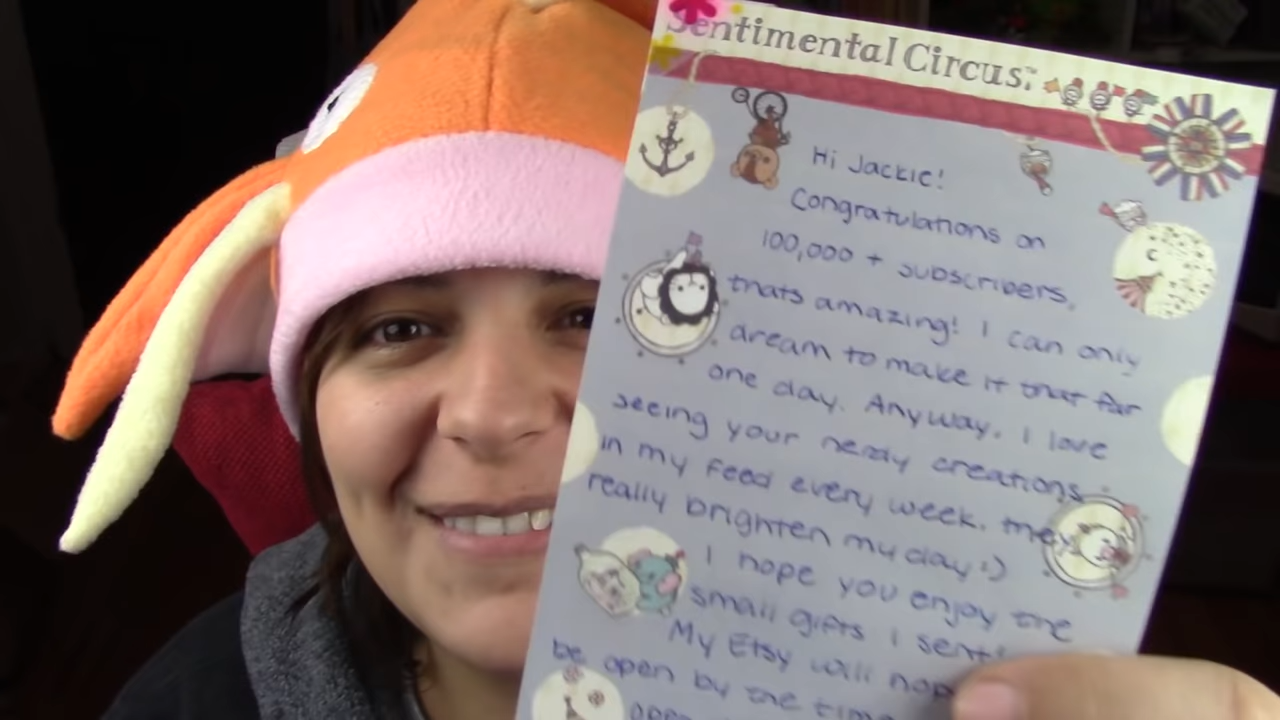 Sentimental Circus™
Hi Jackie!
Congratulations on
100,000 + subscribers,
thats amazing! I can only
dream to make it that far
one day. Anyway, I love
seeing your nerdy creations
in my feed every week. they
really brighten my day :)
I hope you enjoy the
small gifts I sent!
My Etsy will
be open by the time